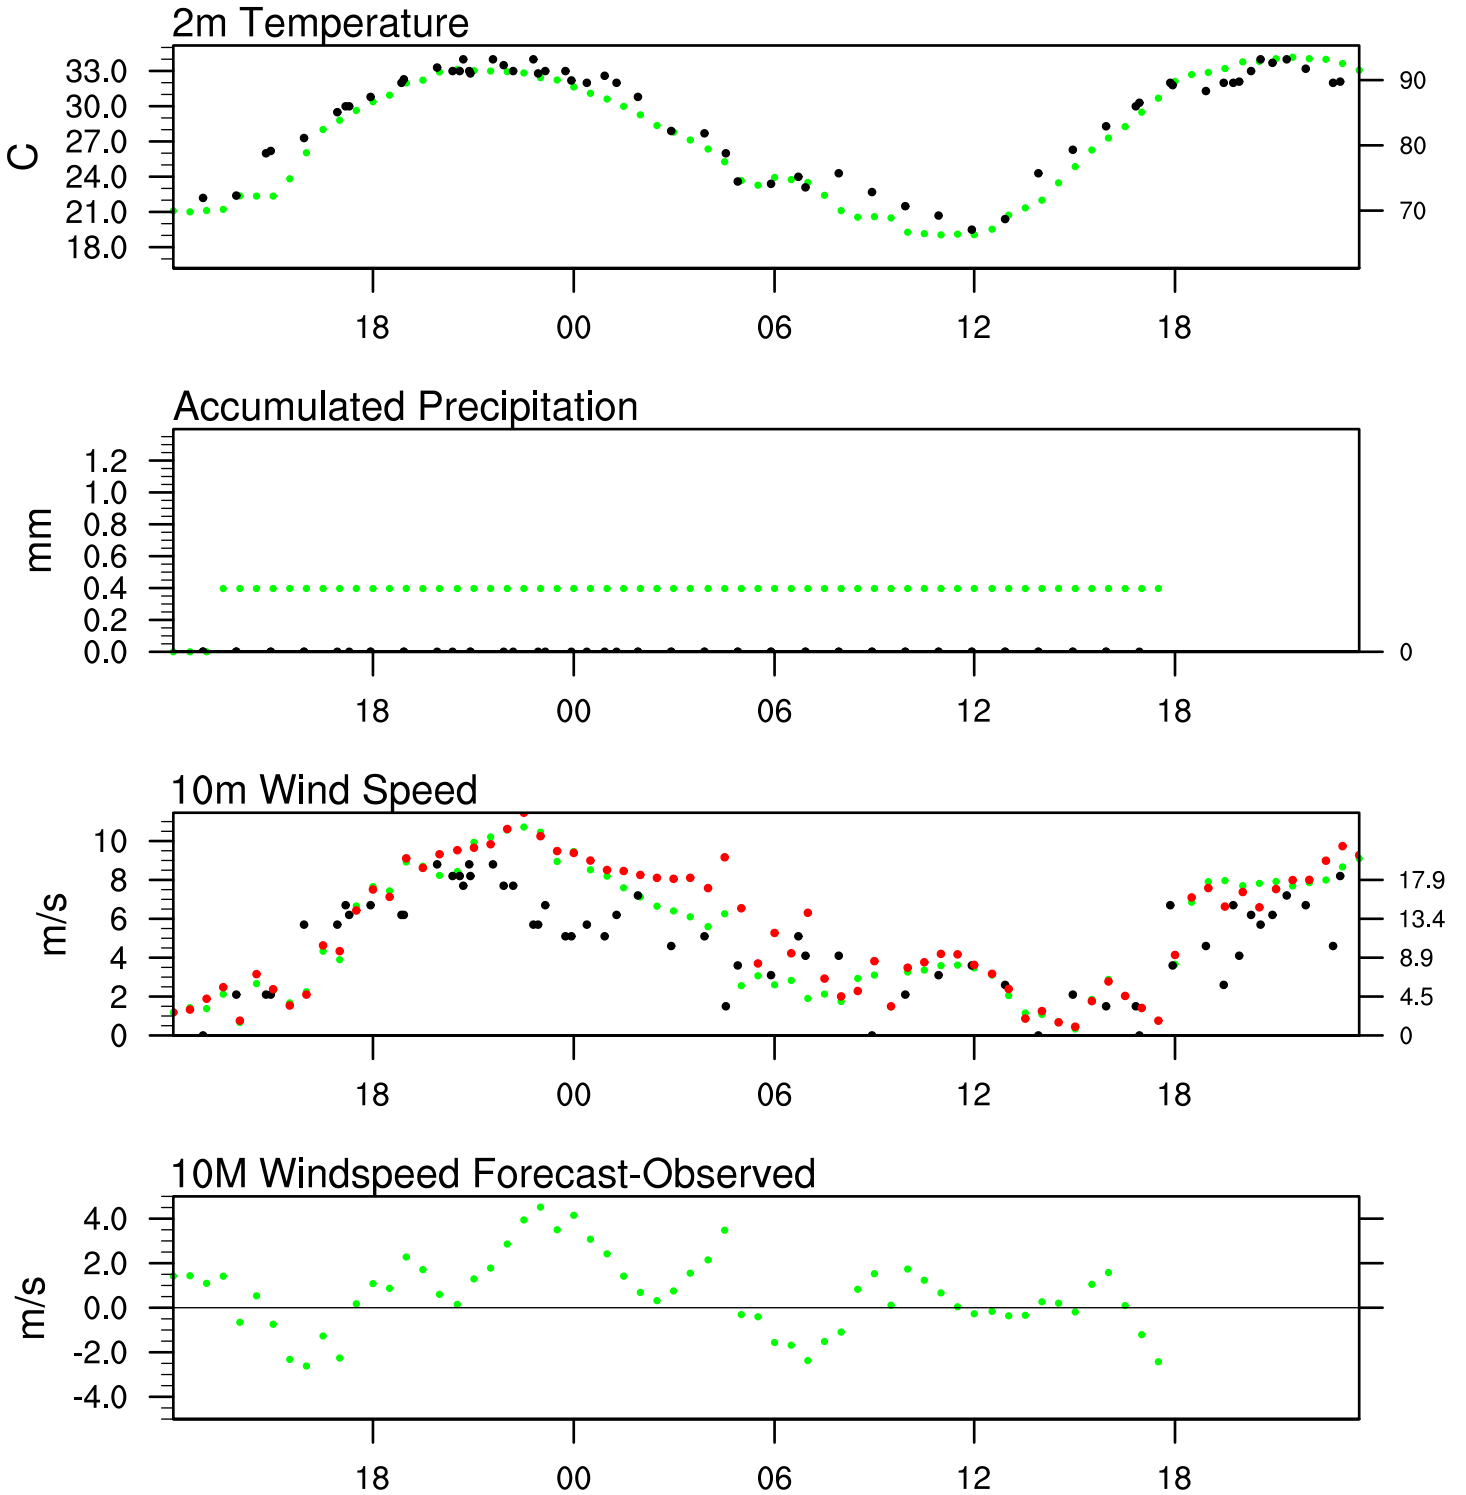 2m Temperature
33.0
30.0
27.0
24.0
21.0
18.0
C
90
80
70
18 00 06 12 18
Accumulated Precipitation
1.2
1.0
0.8
0.6
0.4
0.2
0.0
mm
0
18 00 06 12 18
10m Wind Speed
10
8
6
4
2
0
m/s
17.9
13.4
8.9
4.5
0
18 00 06 12 18
10M Windspeed Forecast-Observed
4.0
2.0
0.0
-2.0
-4.0
m/s
18 00 06 12 18